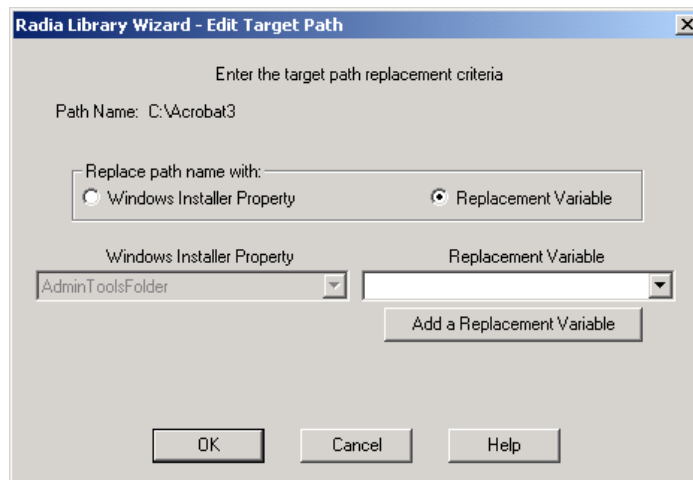 Radia Library Wizard - Edit Target Path
Enter the target path replacement criteria
Path Name: C:\Acrobat3
Replace path name with:
Windows Installer Property Replacement Variable
Windows Installer Property Replacement Variable
AdminToolsFolder
Add a Replacement Variable
OK Cancel Help